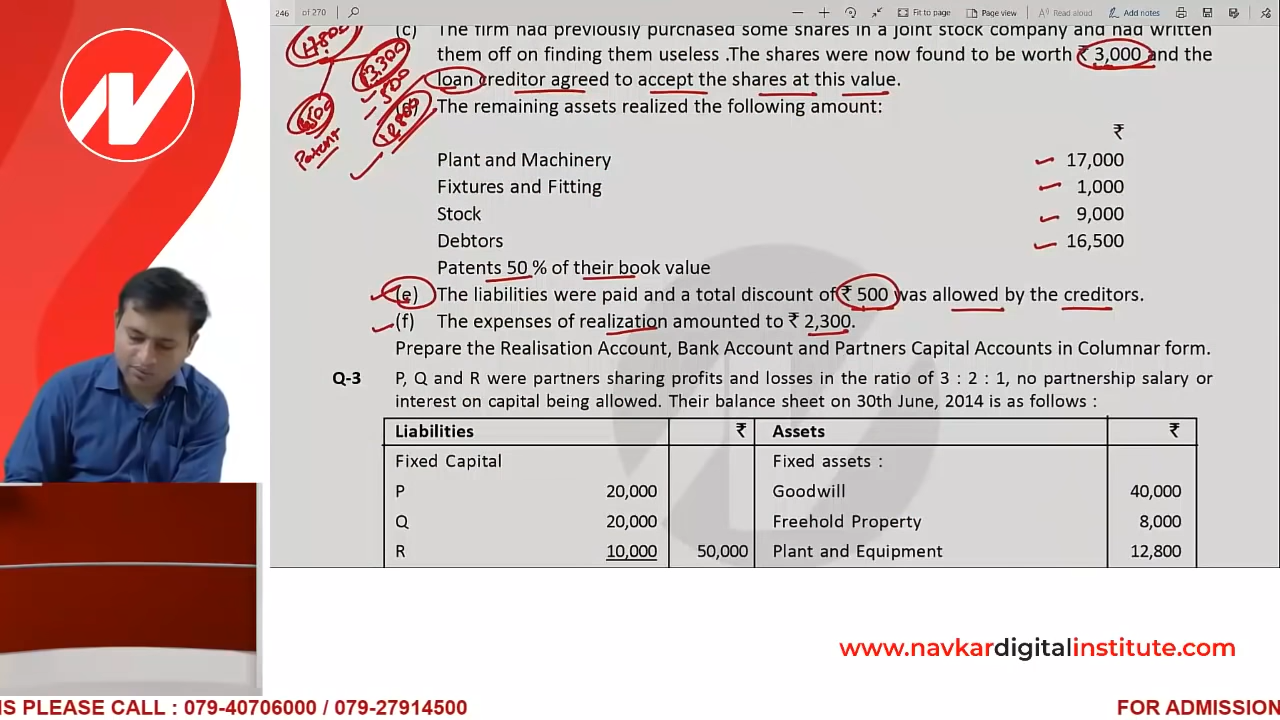 246 of 270 Fit to page Page view Read aloud Add notes
(c) The firm had previously purchased some shares in a joint stock company and had written
them off on finding them useless .The shares were now found to be worth ₹ 3,000 and the
loan creditor agreed to accept the shares at this value.
The remaining assets realized the following amount:
₹
Plant and Machinery 17,000
Fixtures and Fitting 1,000
Stock 9,000
Debtors 16,500
Patents 50 % of their book value
(e) The liabilities were paid and a total discount of ₹ 500 was allowed by the creditors.
(f) The expenses of realization amounted to ₹ 2,300.
Prepare the Realisation Account, Bank Account and Partners Capital Accounts in Columnar form.
17800
13,300
- 500
12,800
6500
Patent
Q-3 P, Q and R were partners sharing profits and losses in the ratio of 3 : 2 : 1, no partnership salary or
interest on capital being allowed. Their balance sheet on 30th June, 2014 is as follows :
Liabilities ₹ Assets ₹
Fixed Capital Fixed assets :
P 20,000 Goodwill 40,000
Q 20,000 Freehold Property 8,000
R 10,000 50,000 Plant and Equipment 12,800
www.navkardigitalinstitute.com
IS PLEASE CALL : 079-40706000 / 079-27914500 FOR ADMISSION